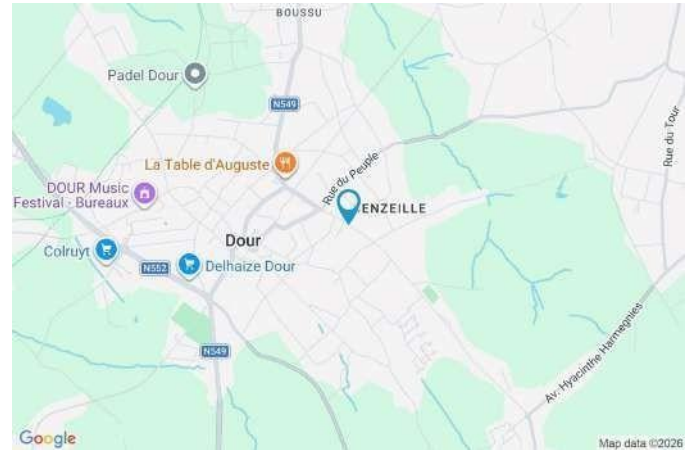 BOUSSU
Padel Dour
N549
La Table d'Auguste
Rue du Peuple
Rue du Tour
DOUR Music
Festival - Bureaux
ENZEILLE
Dour
Colruyt
N552
Delhaize Dour
N549
Av. Hyacinthe Harmegnies
Google
Map data ©2026